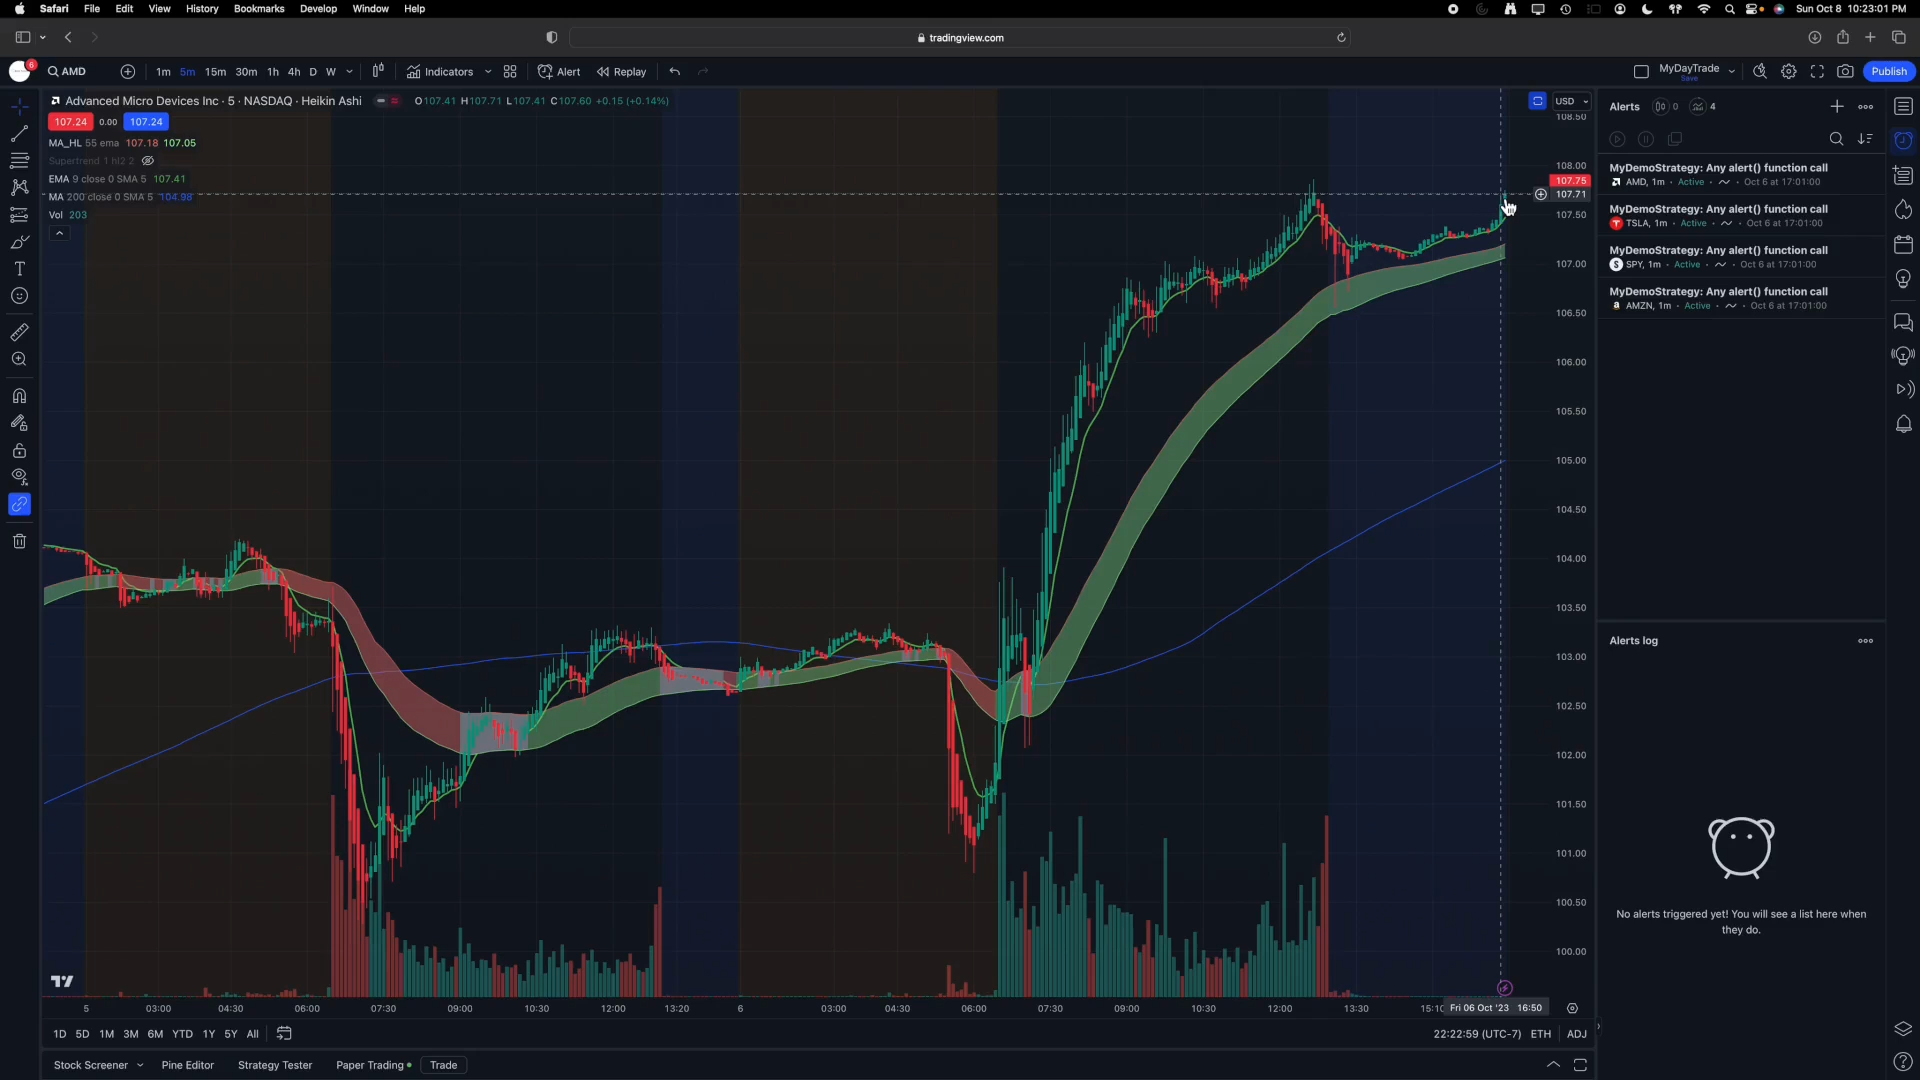 Safari File Edit View History Bookmarks Develop Window Help Sun Oct 8 10:23:01 PM
tradingview.com
6 AMD 1m 5m 15m 30m 1h 4h D W Indicators Alert Replay MyDayTrade Save Publish
Advanced Micro Devices Inc · 5 · NASDAQ · Heikin Ashi O107.41 H107.71 L107.41 C107.60 +0.15 (+0.14%) USD
107.24 0.00 107.24
MA_HL 55 ema 107.18 107.05
Supertrend 1 hl2 2
EMA 9 close 0 SMA 5 107.41
MA 200 close 0 SMA 5 104.98
Vol 203
108.50
108.00
107.75
107.71
107.50
107.00
106.50
106.00
105.50
105.00
104.50
104.00
103.50
103.00
102.50
102.00
101.50
101.00
100.50
100.00
5 03:00 04:30 06:00 07:30 09:00 10:30 12:00 13:20 6 03:00 04:30 06:00 07:30 09:00 10:30 12:00 13:30 15:10 Fri 06 Oct '23 16:50
1D 5D 1M 3M 6M YTD 1Y 5Y All 22:22:59 (UTC-7) ETH ADJ
Stock Screener Pine Editor Strategy Tester Paper Trading Trade
Alerts 0 4
MyDemoStrategy: Any alert() function call
AMD, 1m · Active · Oct 6 at 17:01:00
MyDemoStrategy: Any alert() function call
TSLA, 1m · Active · Oct 6 at 17:01:00
MyDemoStrategy: Any alert() function call
SPY, 1m · Active · Oct 6 at 17:01:00
MyDemoStrategy: Any alert() function call
AMZN, 1m · Active · Oct 6 at 17:01:00
Alerts log
No alerts triggered yet! You will see a list here when
they do.